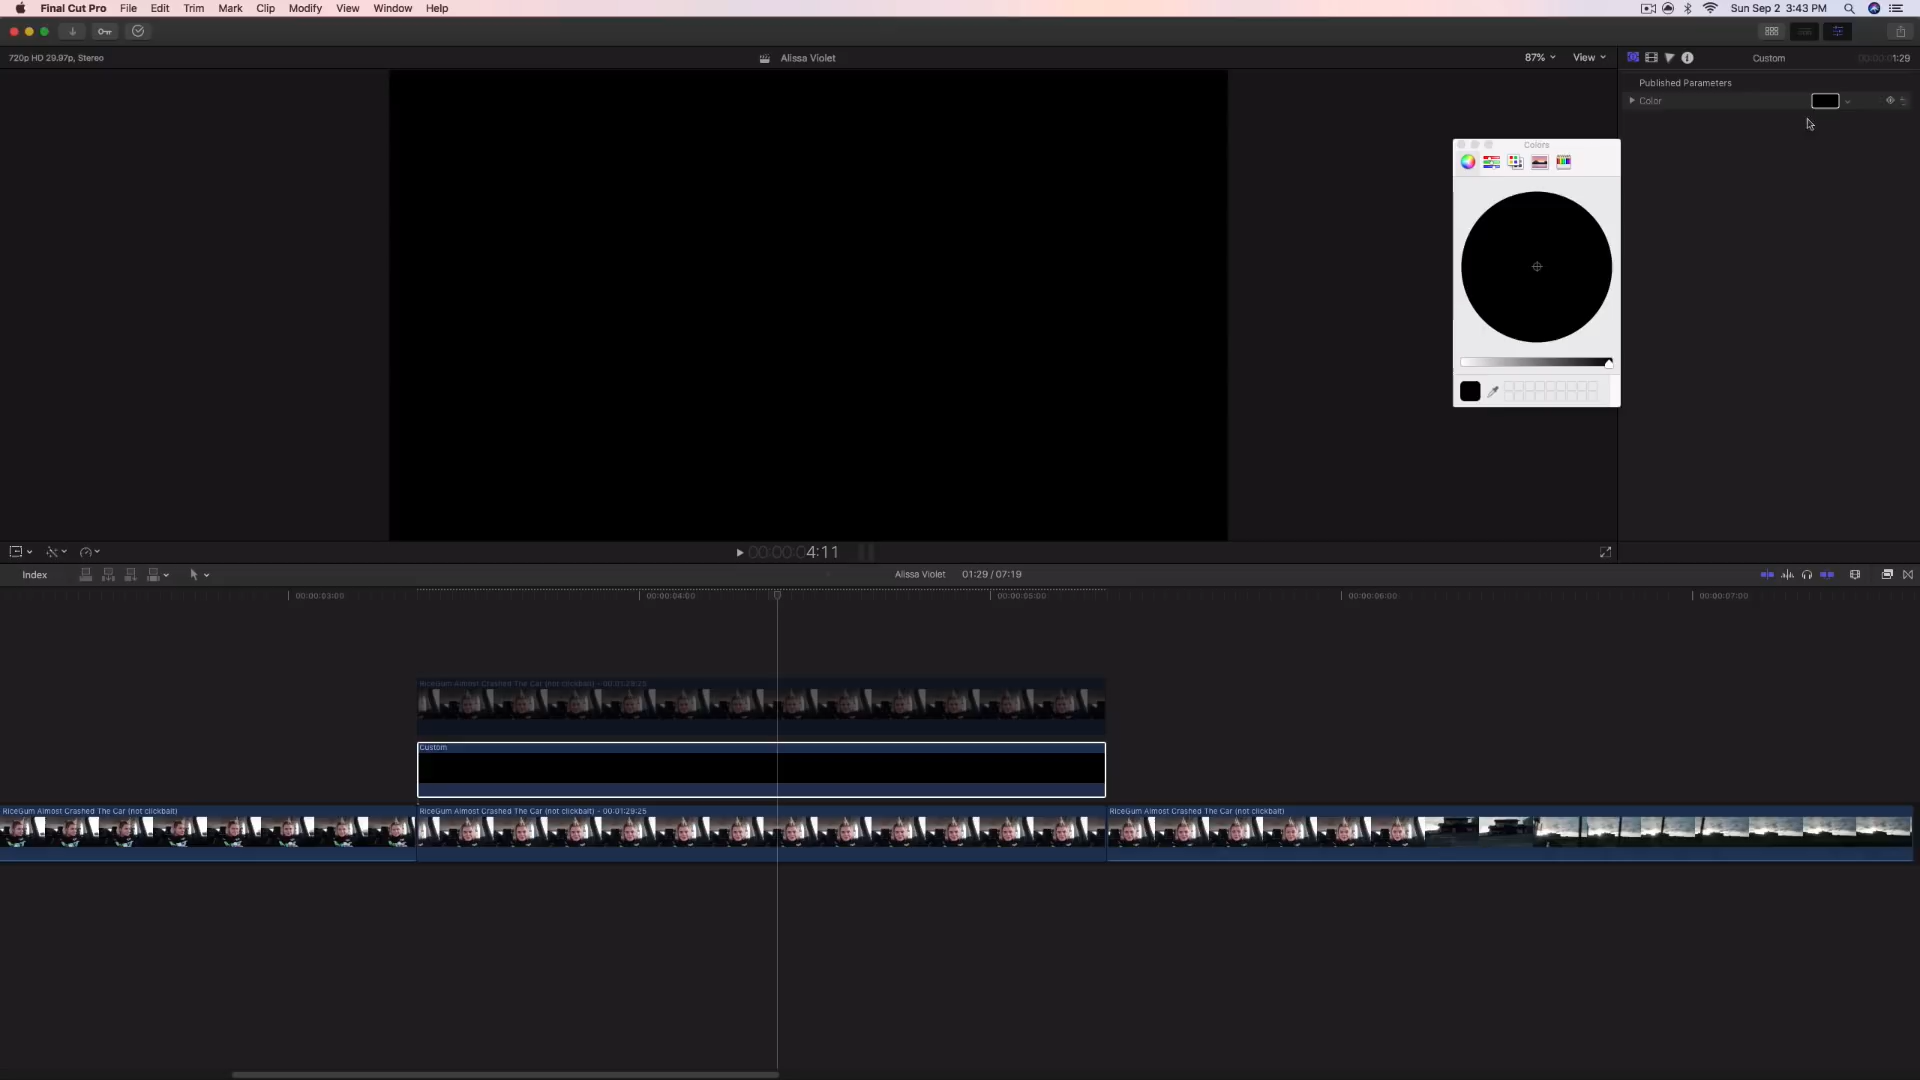 Final Cut Pro File Edit Trim Mark Clip Modify View Window Help Sun Sep 2 3:43 PM
720p HD 29.97p, Stereo Alissa Violet 87% View Custom 00:00:01:29
Published Parameters
Color
Colors
00:00:04:11
Index Alissa Violet 01:29 / 07:19
00:00:03:00 00:00:04:00 00:00:05:00 00:00:06:00 00:00:07:00
RiceGum Almost Crashed The Car (not clickbait) - 00:01:29:25
Custom
RiceGum Almost Crashed The Car (not clickbait) RiceGum Almost Crashed The Car (not clickbait) - 00:01:29:25 RiceGum Almost Crashed The Car (not clickbait)